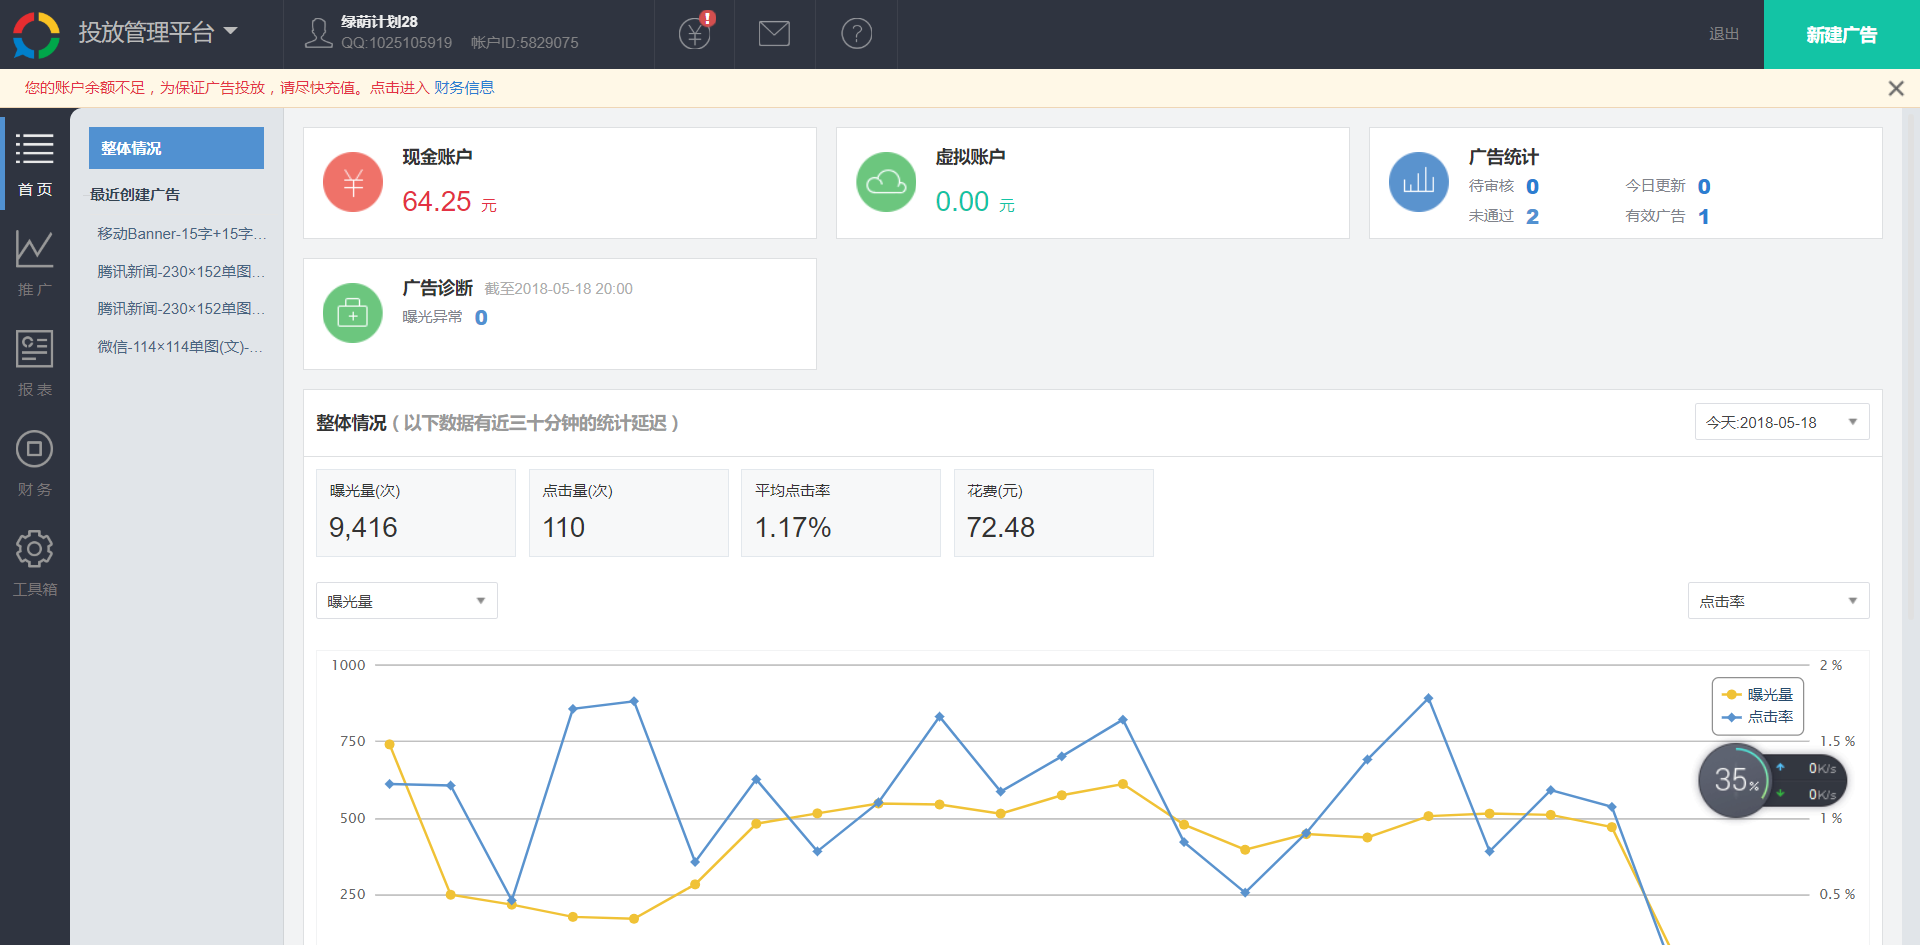 投放管理平台
绿荫计划28
QQ:1025105919 帐户ID:5829075
¥
!
?
退出
新建广告
您的账户余额不足，为保证广告投放，请尽快充值。点击进入 财务信息
首页
推广
报表
财务
工具箱
整体情况
最近创建广告
移动Banner-15字+15字...
腾讯新闻-230×152单图...
腾讯新闻-230×152单图...
微信-114×114单图(文)-...
¥
现金账户
64.25 元
虚拟账户
0.00 元
广告统计
待审核 0 今日更新 0
未通过 2 有效广告 1
广告诊断 截至2018-05-18 20:00
曝光异常 0
整体情况（以下数据有近三十分钟的统计延迟）
今天:2018-05-18
曝光量(次)
9,416
点击量(次)
110
平均点击率
1.17%
花费(元)
72.48
曝光量
点击率
1000
750
500
250
2 %
1.5 %
1 %
0.5 %
曝光量
点击率
35%
0K/s
0K/s